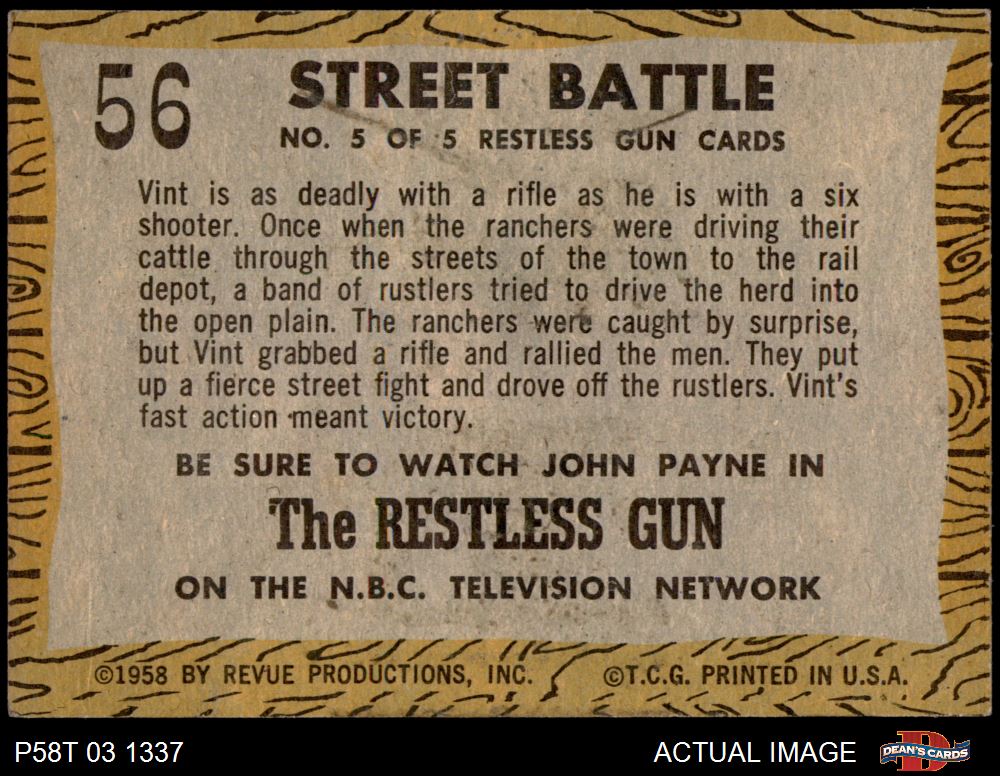 56
STREET BATTLE
NO. 5 OF 5 RESTLESS GUN CARDS
Vint is as deadly with a rifle as he is with a six
shooter. Once when the ranchers were driving their
cattle through the streets of the town to the rail
depot, a band of rustlers tried to drive the herd into
the open plain. The ranchers were caught by surprise,
but Vint grabbed a rifle and rallied the men. They put
up a fierce street fight and drove off the rustlers. Vint's
fast action meant victory.
BE SURE TO WATCH JOHN PAYNE IN
The RESTLESS GUN
ON THE N.B.C. TELEVISION NETWORK
©1958 BY REVUE PRODUCTIONS, INC. ©T.C.G. PRINTED IN U.S.A.
P58T 03 1337 ACTUAL IMAGE DEAN'S CARDS